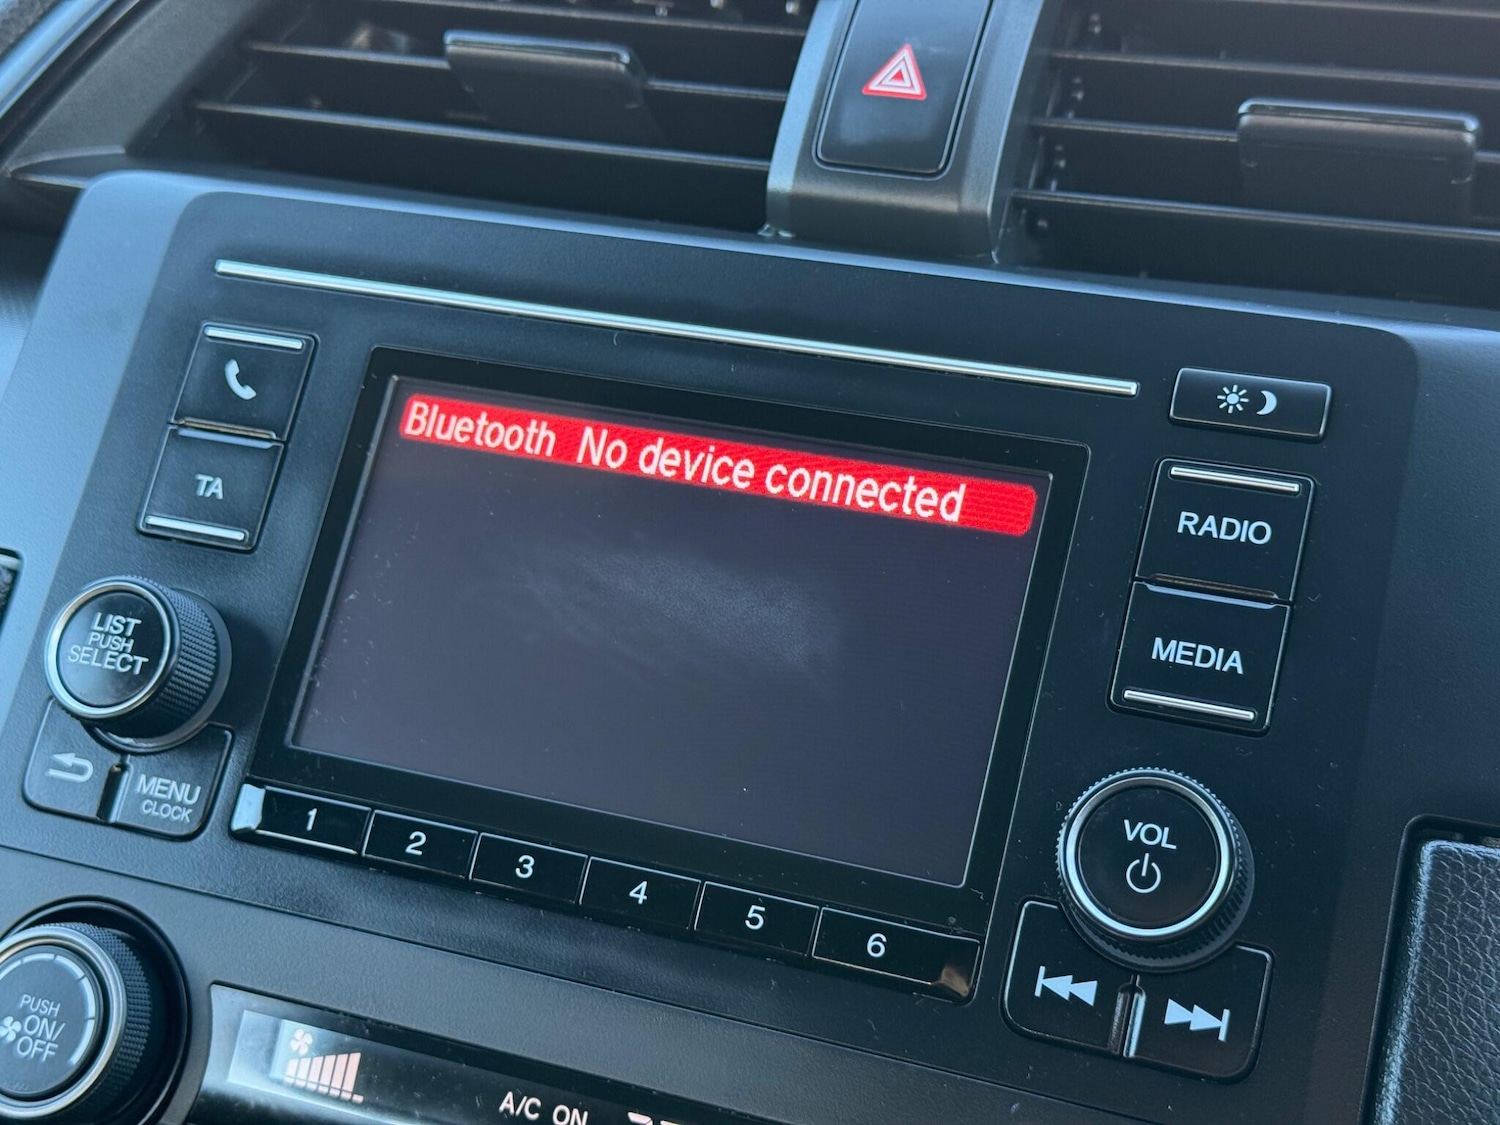 Bluetooth No device connected
TA
RADIO
MEDIA
LIST
PUSH
SELECT
MENU
CLOCK
1 2 3 4 5 6
VOL
PUSH
ON/
OFF
A/C ON